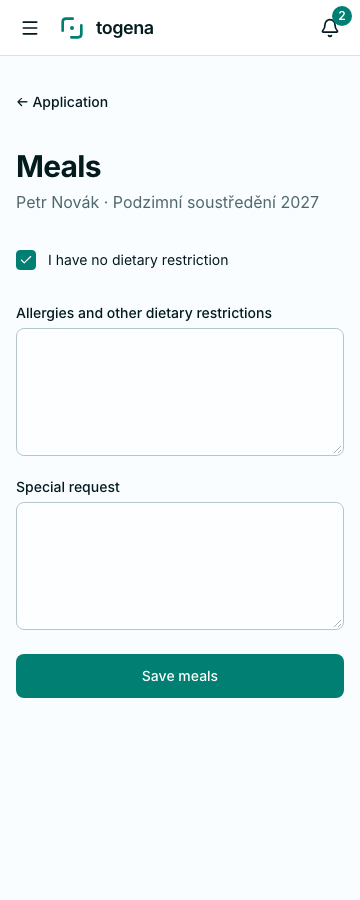 togena
2
← Application
Meals
Petr Novák · Podzimní soustředění 2027
I have no dietary restriction
Allergies and other dietary restrictions
Special request
Save meals